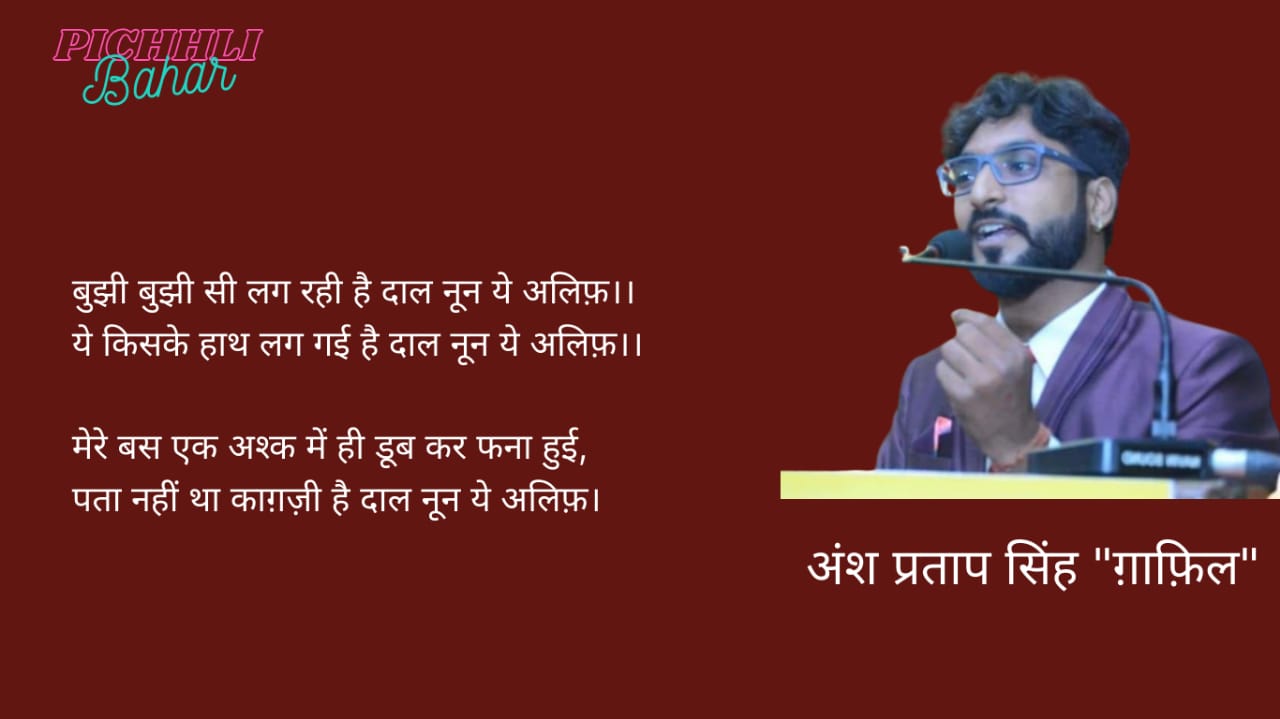 PICHHLI
Bahar
बुझी बुझी सी लग रही है दाल नून ये अलिफ़।।
ये किसके हाथ लग गई है दाल नून ये अलिफ़।।
मेरे बस एक अश्क में ही डूब कर फना हुई,
पता नहीं था काग़ज़ी है दाल नून ये अलिफ़।
अंश प्रताप सिंह "ग़ाफ़िल"